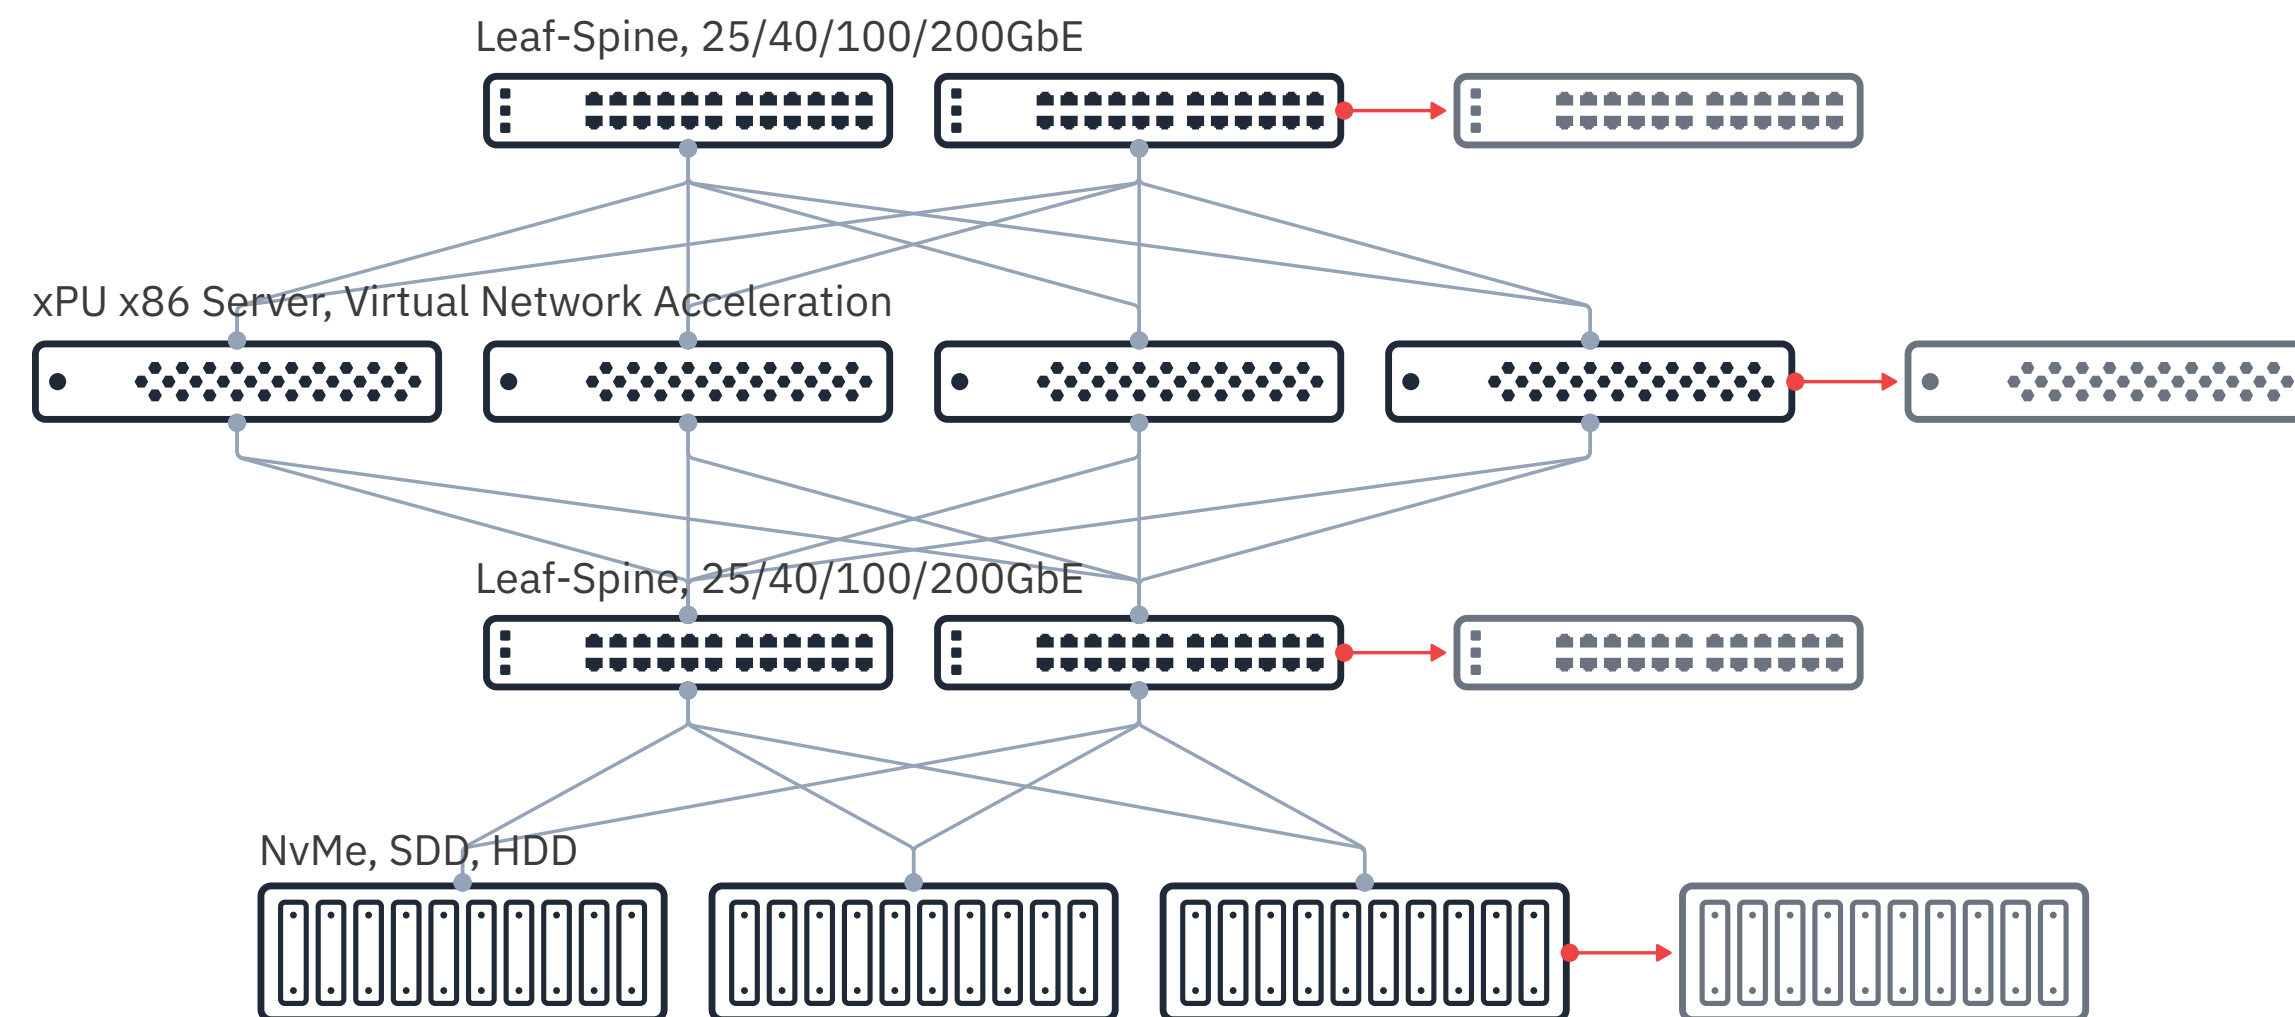 Leaf-Spine, 25/40/100/200GbE
xPU x86 Server, Virtual Network Acceleration
Leaf-Spine, 25/40/100/200GbE
NvMe, SDD, HDD